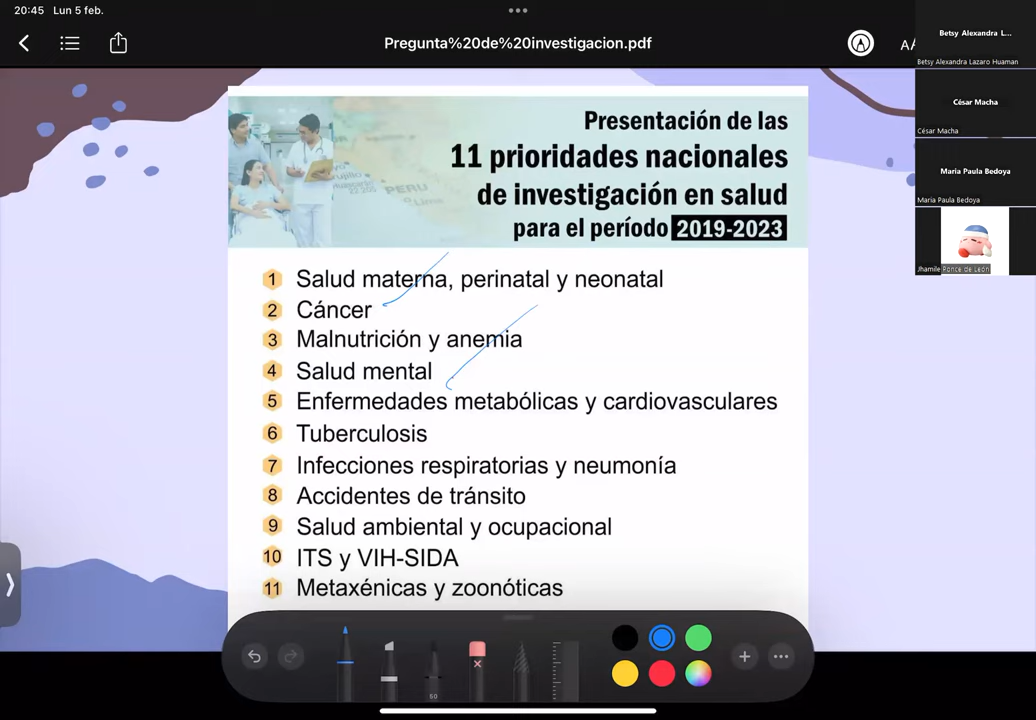 20:45 Lun 5 feb.
Pregunta%20de%20investigacion.pdf
AA
Betsy Alexandra L...
Betsy Alexandra Lazaro Huaman
César Macha
César Macha
Maria Paula Bedoya
Maria Paula Bedoya
Jhamile Ponce de León
Presentación de las
11 prioridades nacionales
de investigación en salud
para el período 2019-2023
PERU
Lima
1 Salud materna, perinatal y neonatal
2 Cáncer
3 Malnutrición y anemia
4 Salud mental
5 Enfermedades metabólicas y cardiovasculares
6 Tuberculosis
7 Infecciones respiratorias y neumonía
8 Accidentes de tránsito
9 Salud ambiental y ocupacional
10 ITS y VIH-SIDA
11 Metaxénicas y zoonóticas
50